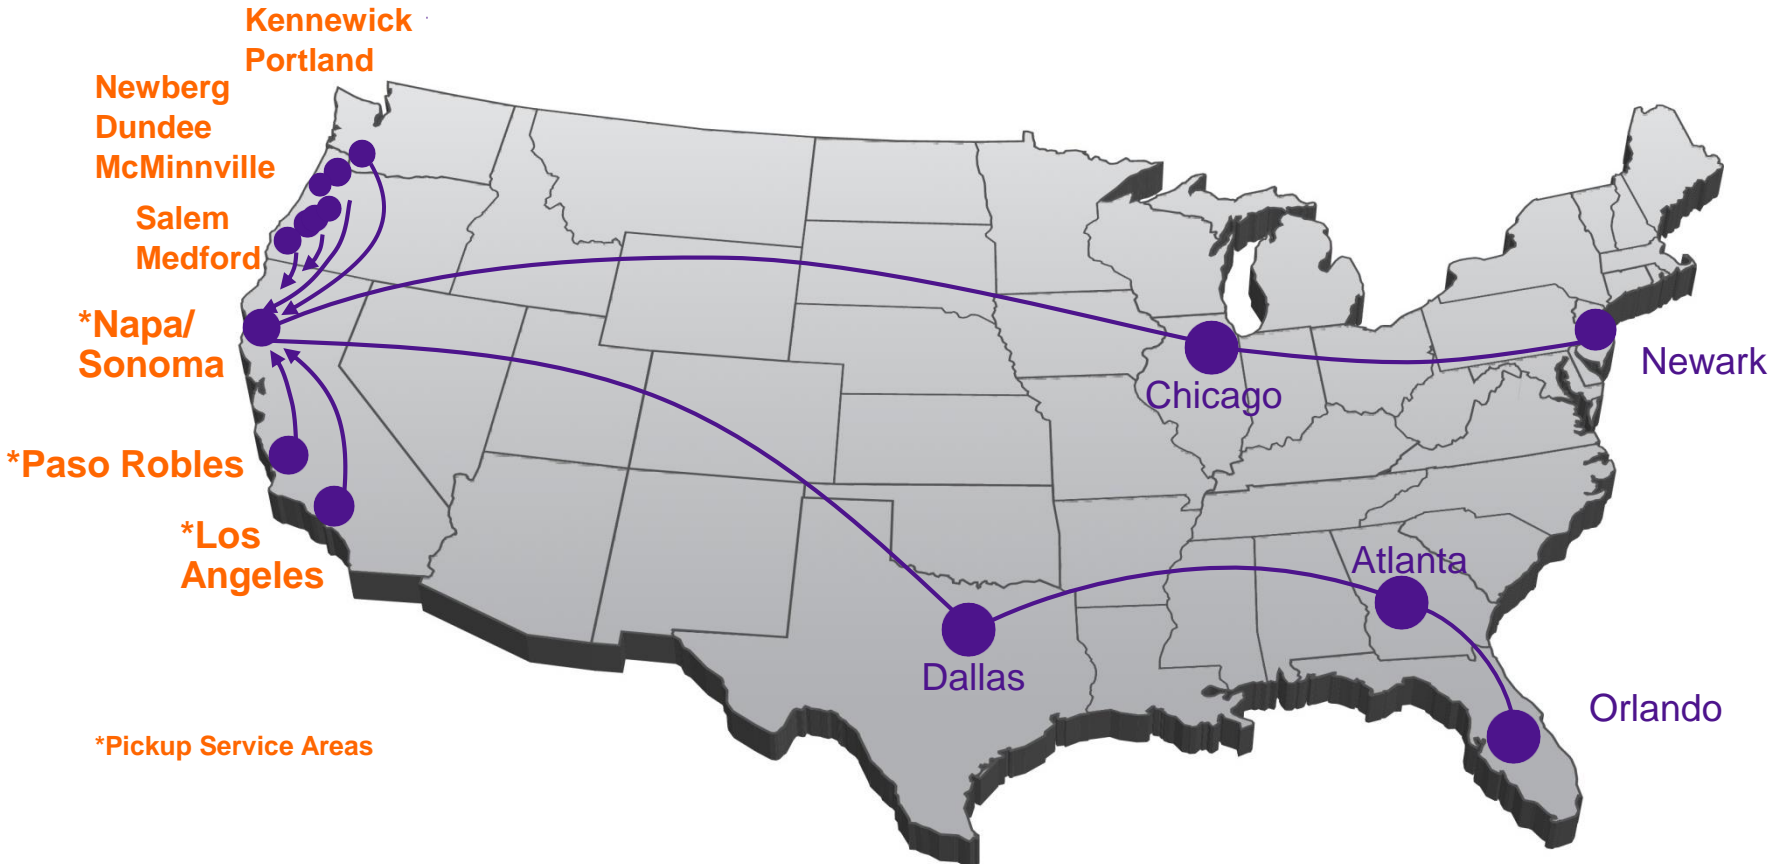 Kennewick
Portland
Newberg
Dundee
McMinnville
Salem
Medford
*Napa/
Sonoma
*Paso Robles
*Los
Angeles
Chicago
Newark
Atlanta
Dallas
Orlando
*Pickup Service Areas